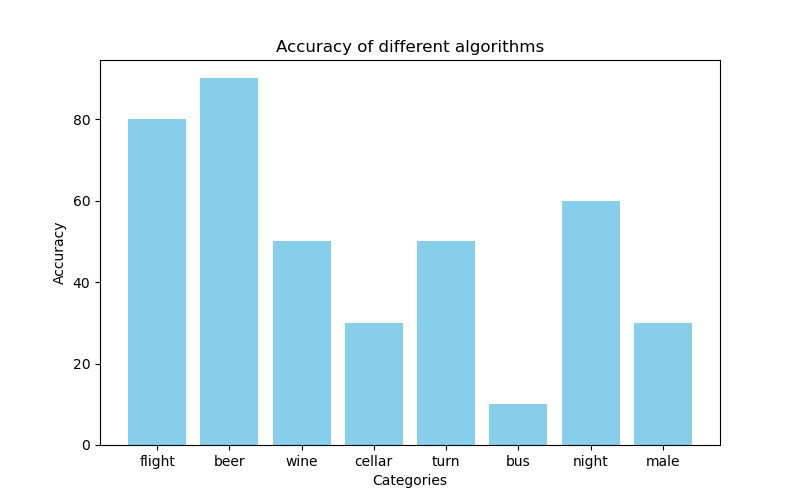 Accuracy of different algorithms
Accuracy
80
60
40
20
0
flight beer wine cellar turn bus night male
Categories